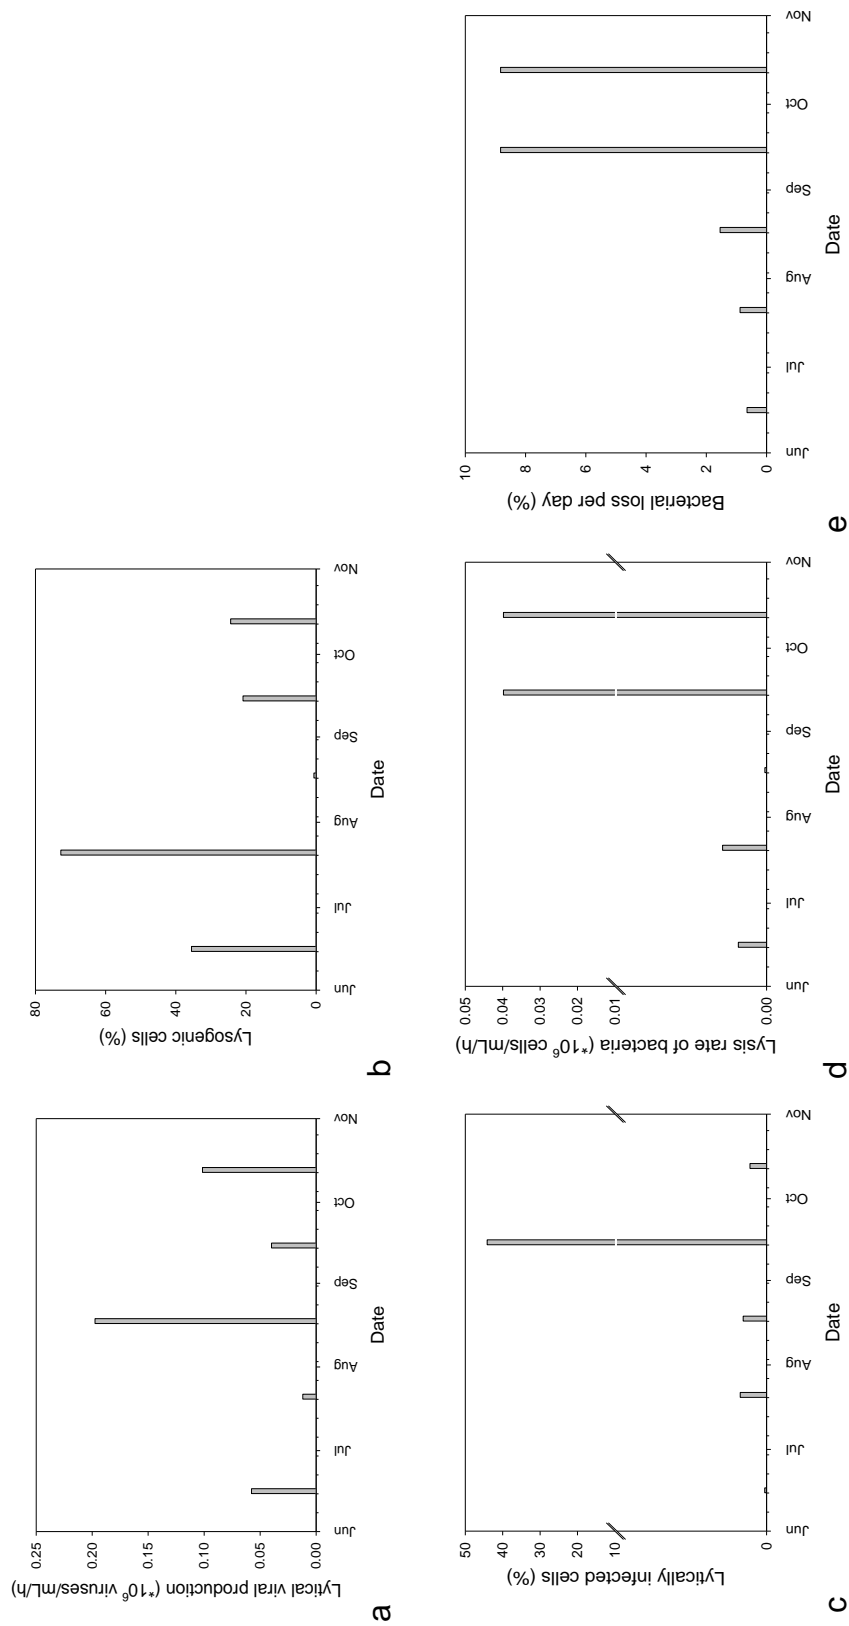 a
Lytical viral production (*10⁶ viruses/mL/h)
0.25
0.20
0.15
0.10
0.05
0.00
Jun
Jul
Aug
Sep
Oct
Nov
Date
b
Lysogenic cells (%)
80
60
40
20
0
Jun
Jul
Aug
Sep
Oct
Nov
Date
c
Lytically infected cells (%)
50
40
30
20
10
0
Jun
Jul
Aug
Sep
Oct
Nov
Date
d
Lysis rate of bacteria (*10⁶ cells/mL/h)
0.05
0.04
0.03
0.02
0.01
0.00
Jun
Jul
Aug
Sep
Oct
Nov
Date
e
Bacterial loss per day (%)
10
8
6
4
2
0
Jun
Jul
Aug
Sep
Oct
Nov
Date